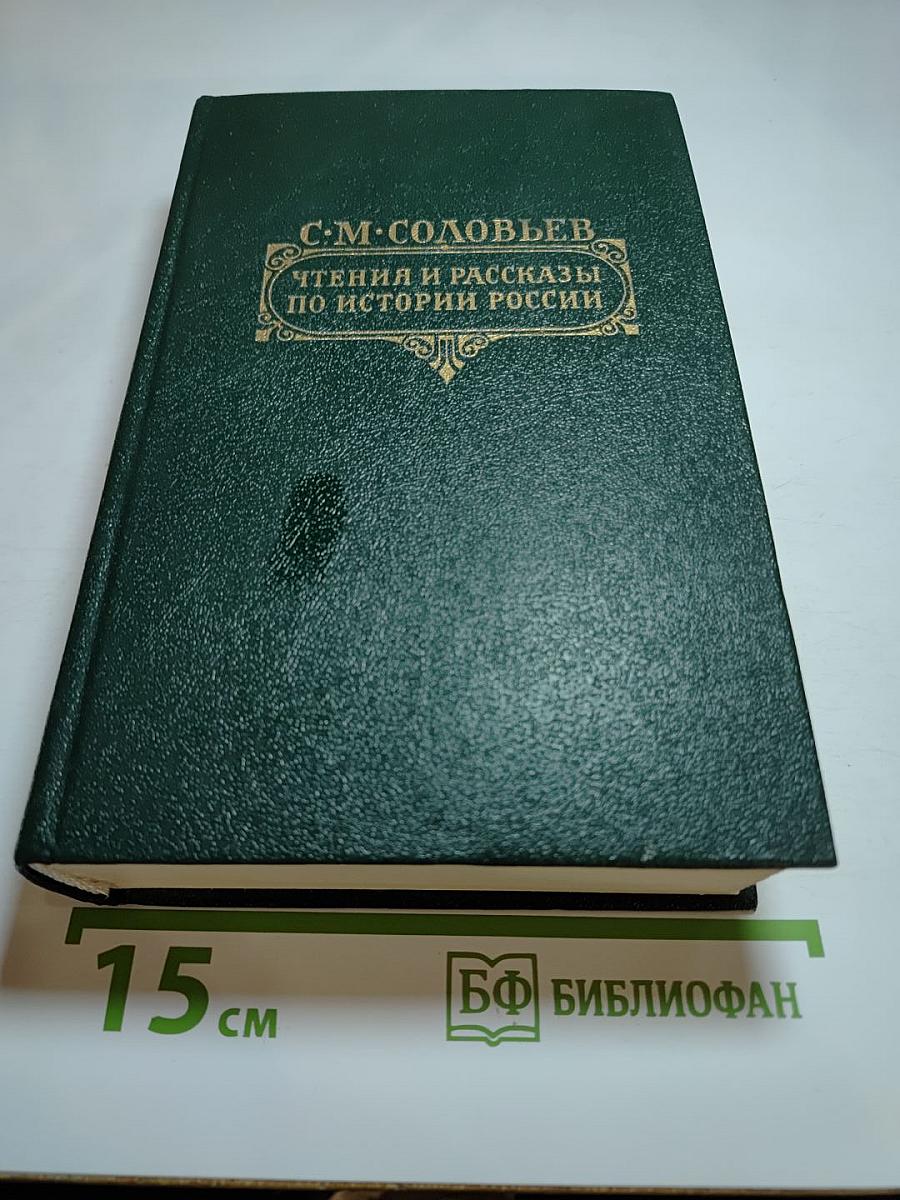 С·М·СОЛОВЬЕВ
ЧТЕНИЯ И РАССКАЗЫ
ПО ИСТОРИИ РОССИИ
15 см
БФ БИБЛИОФАН